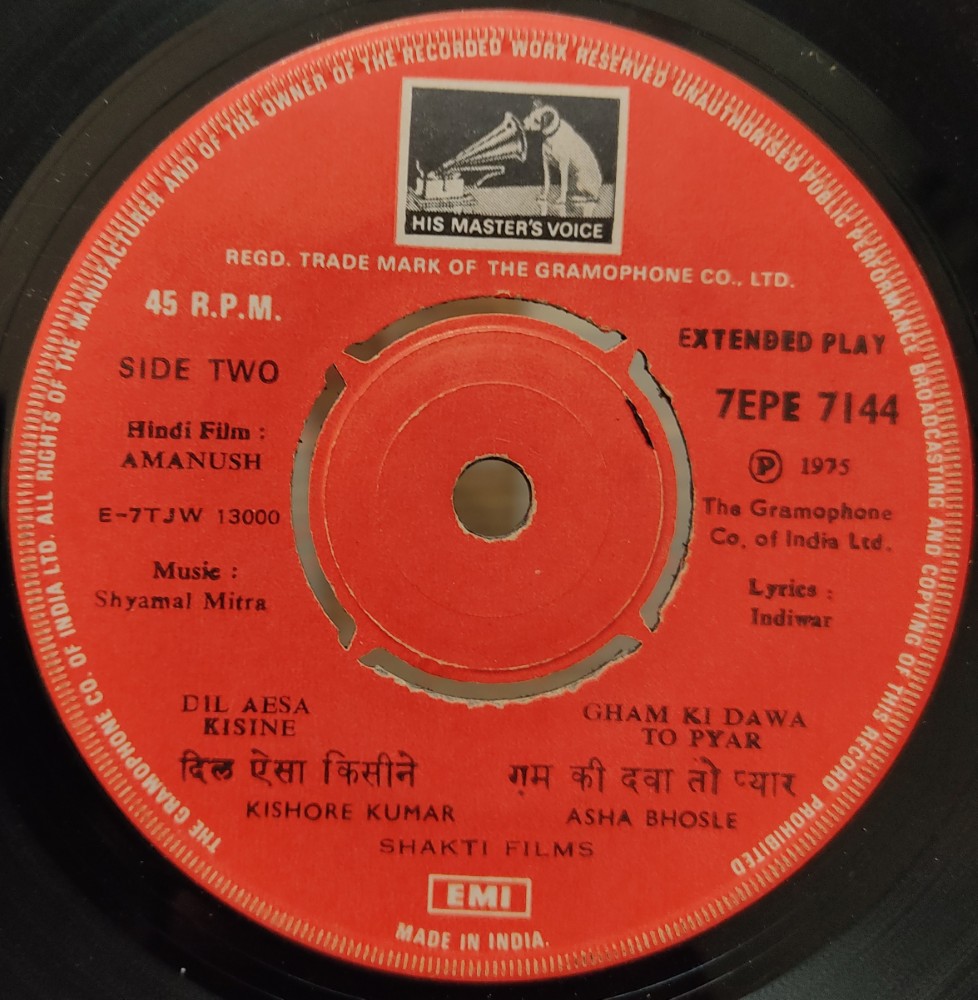 THE GRAMOPHONE CO. OF INDIA LTD. ALL RIGHTS OF THE MANUFACTURER AND OF THE OWNER OF THE RECORDED WORK RESERVED UNAUTHORISED PUBLIC PERFORMANCE BROADCASTING AND COPYING OF THIS RECORD PROHIBITED
HIS MASTER'S VOICE
REGD. TRADE MARK OF THE GRAMOPHONE CO., LTD.
45 R.P.M.
EXTENDED PLAY
SIDE TWO
7EPE 7144
Hindi Film :
AMANUSH
Ⓟ 1975
E-7TJW 13000
The Gramophone
Co. of India Ltd.
Music :
Shyamal Mitra
Lyrics :
Indiwar
DIL AESA
KISINE
GHAM KI DAWA
TO PYAR
दिल ऐसा किसीने
ग़म की दवा तो प्यार
KISHORE KUMAR
ASHA BHOSLE
SHAKTI FILMS
EMI
MADE IN INDIA.